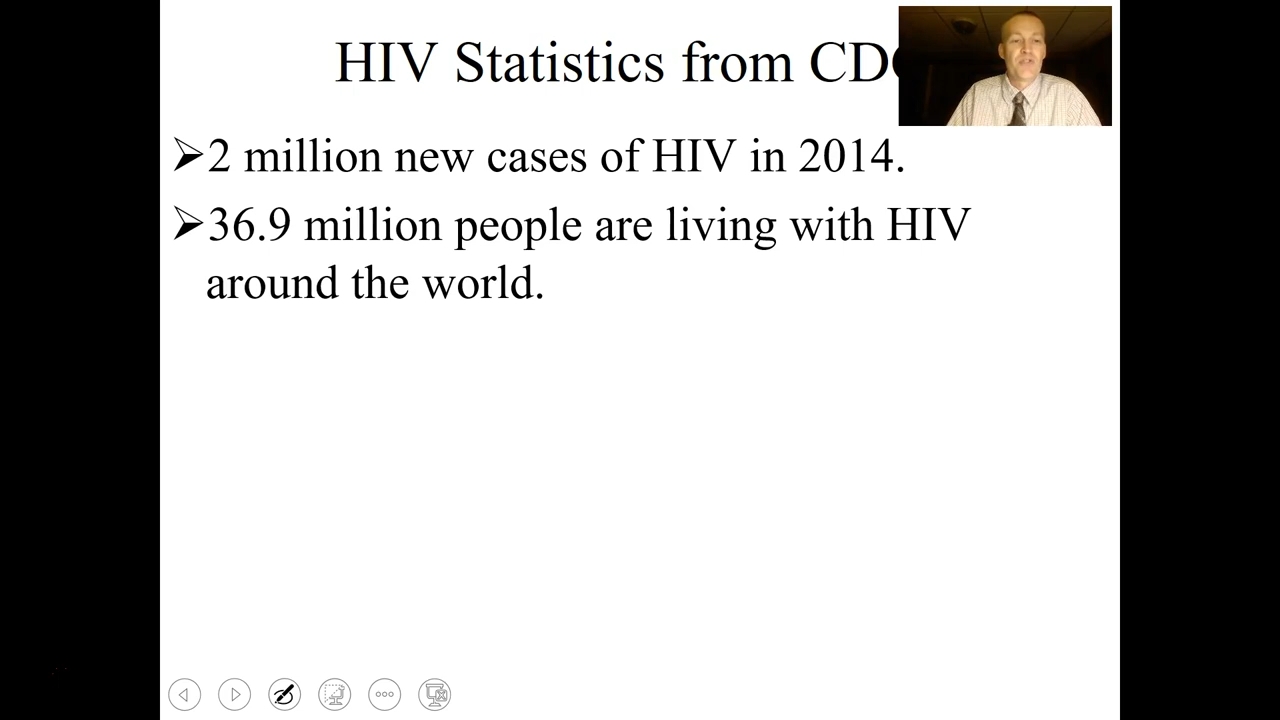 HIV Statistics from CD
➢2 million new cases of HIV in 2014.
➢36.9 million people are living with HIV
around the world.